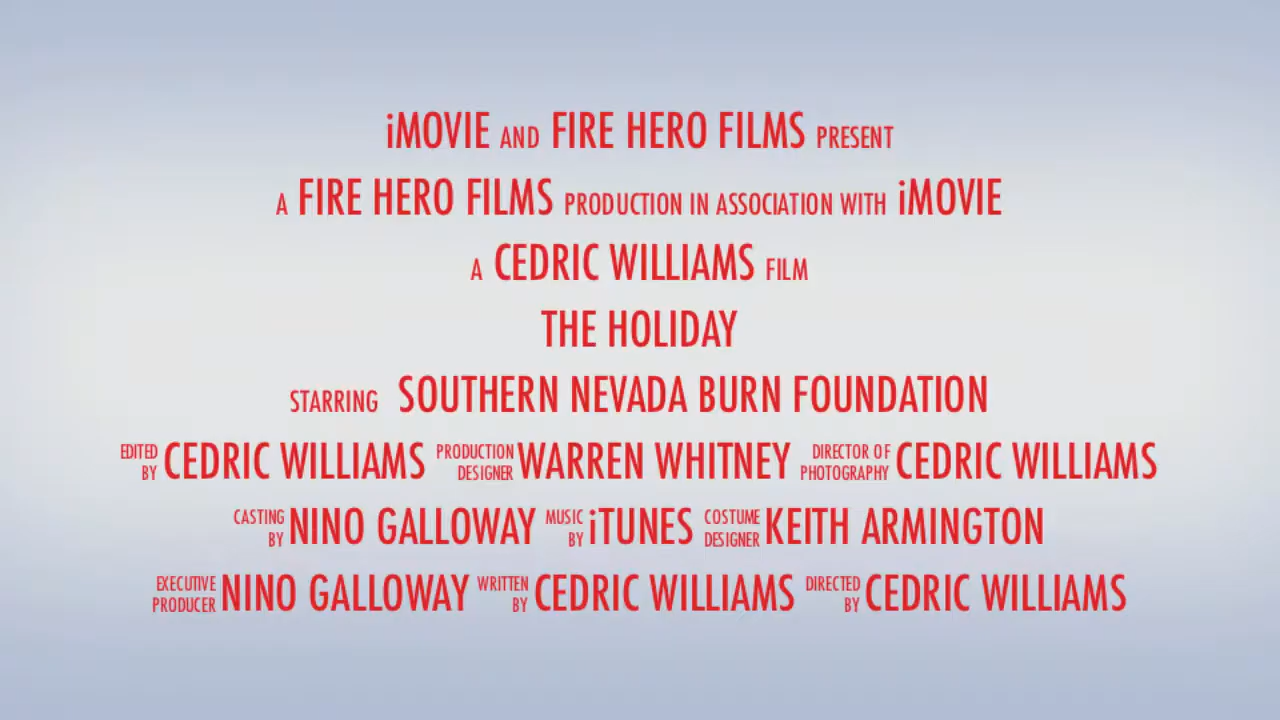 iMOVIE AND FIRE HERO FILMS PRESENT
A FIRE HERO FILMS PRODUCTION IN ASSOCIATION WITH iMOVIE
A CEDRIC WILLIAMS FILM
THE HOLIDAY
STARRING SOUTHERN NEVADA BURN FOUNDATION
EDITED BY CEDRIC WILLIAMS PRODUCTION DESIGNER WARREN WHITNEY DIRECTOR OF PHOTOGRAPHY CEDRIC WILLIAMS
CASTING BY NINO GALLOWAY MUSIC BY iTUNES COSTUME DESIGNER KEITH ARMINGTON
EXECUTIVE PRODUCER NINO GALLOWAY WRITTEN BY CEDRIC WILLIAMS DIRECTED BY CEDRIC WILLIAMS